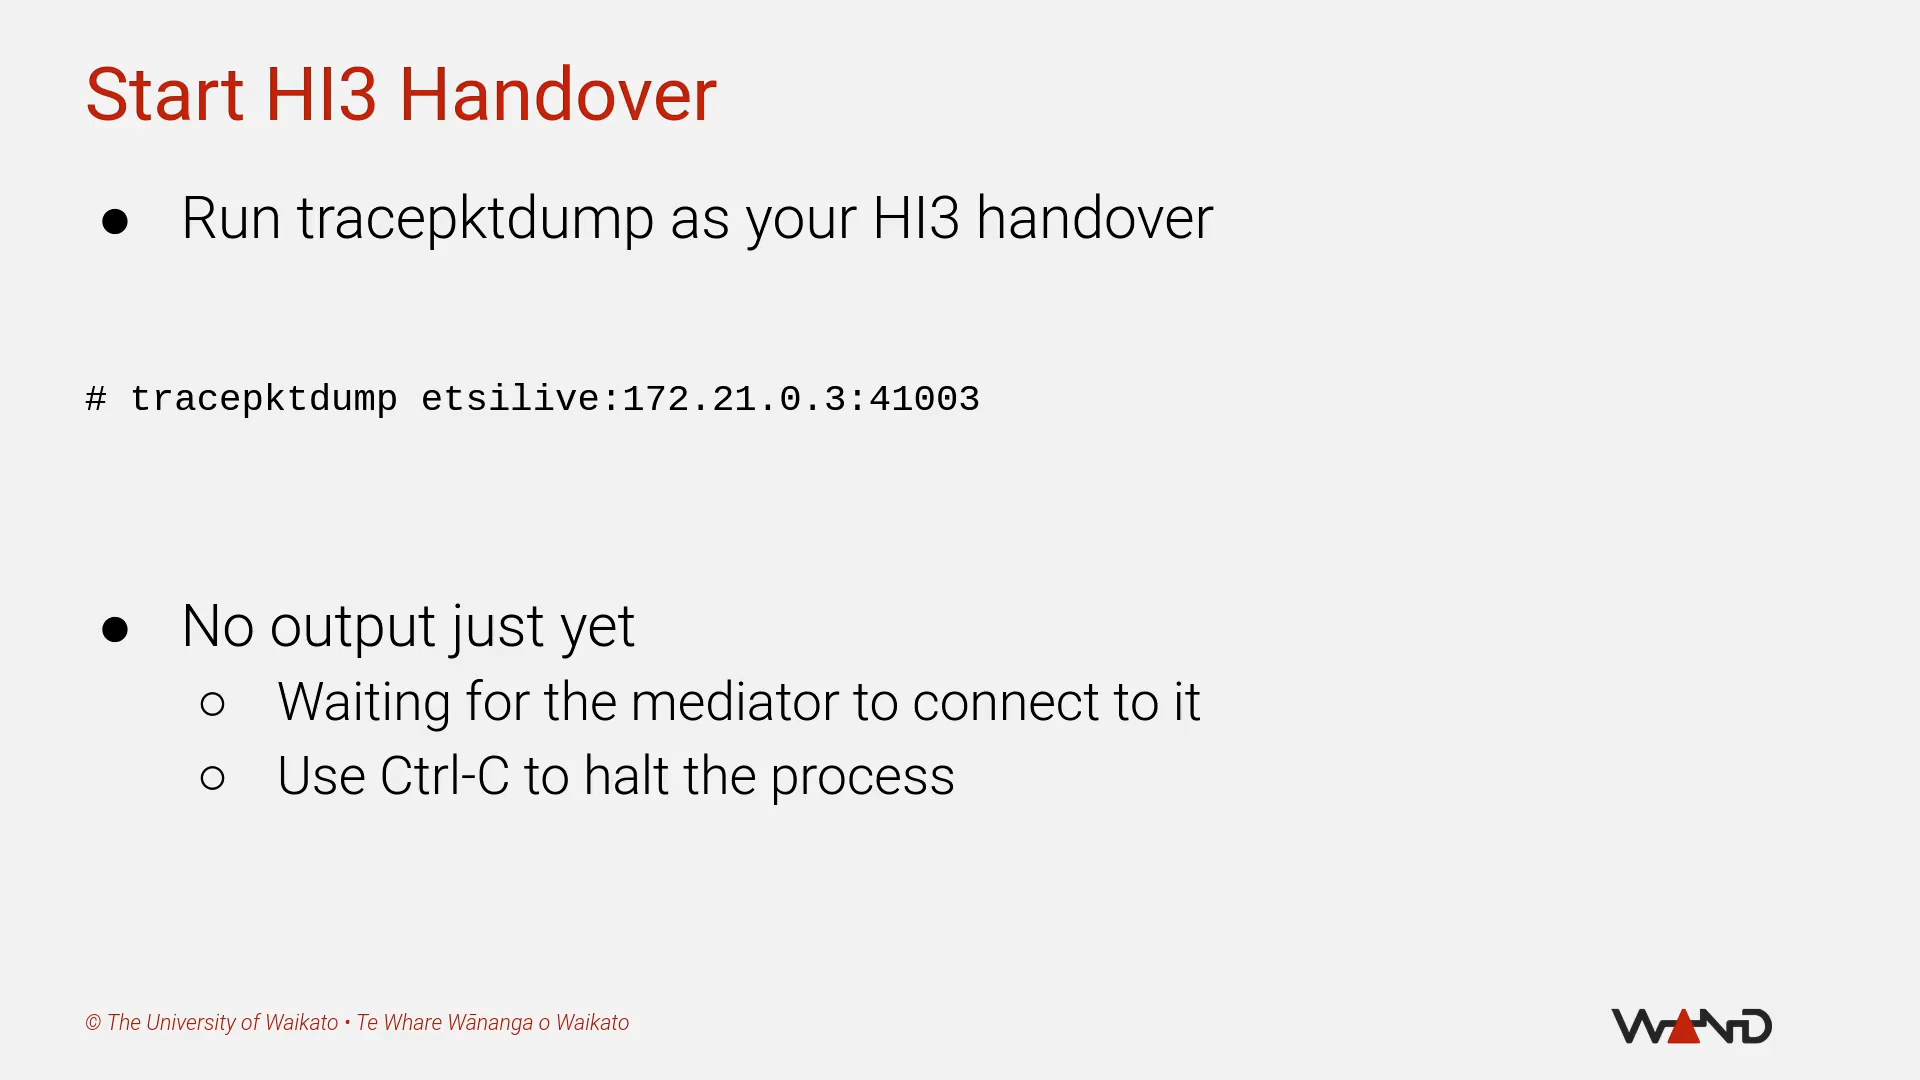 Start HI3 Handover
● Run tracepktdump as your HI3 handover
# tracepktdump etsilive:172.21.0.3:41003
● No output just yet
○ Waiting for the mediator to connect to it
○ Use Ctrl-C to halt the process
© The University of Waikato • Te Whare Wānanga o Waikato
WAND